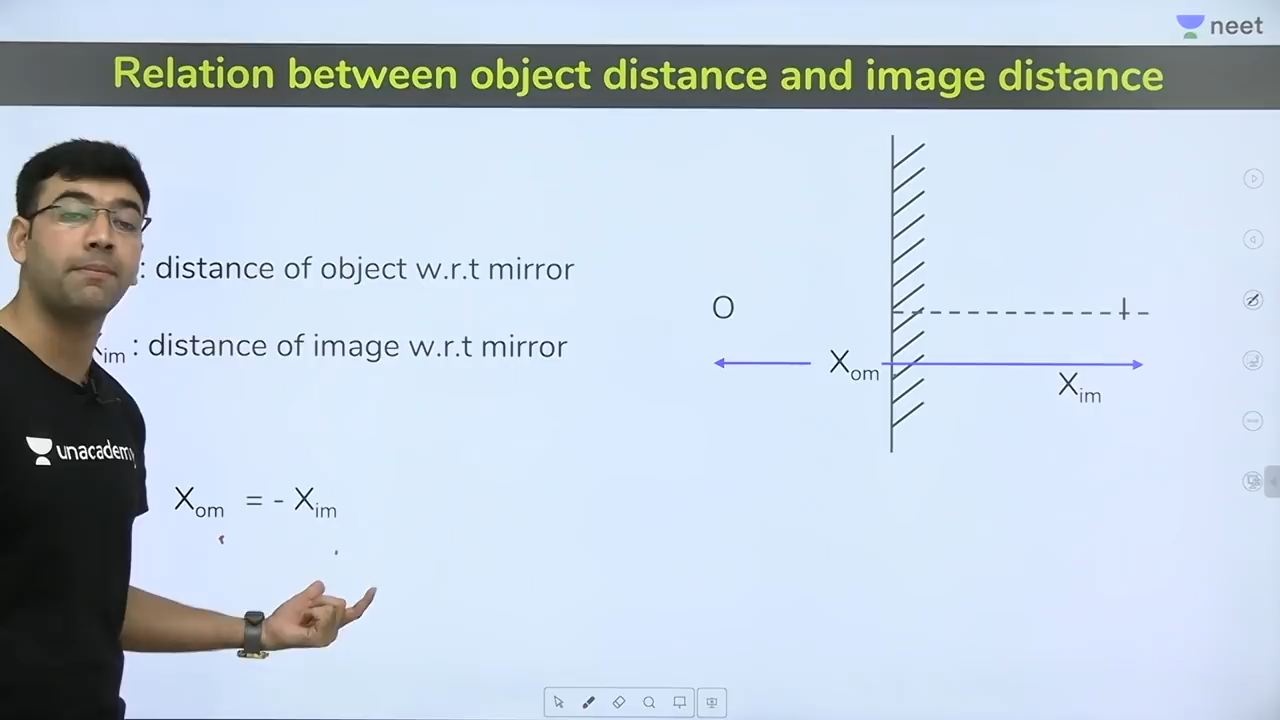 neet
Relation between object distance and image distance
: distance of object w.r.t mirror
im : distance of image w.r.t mirror
O
I
Xom
Xim
unacademy
Xom = - Xim